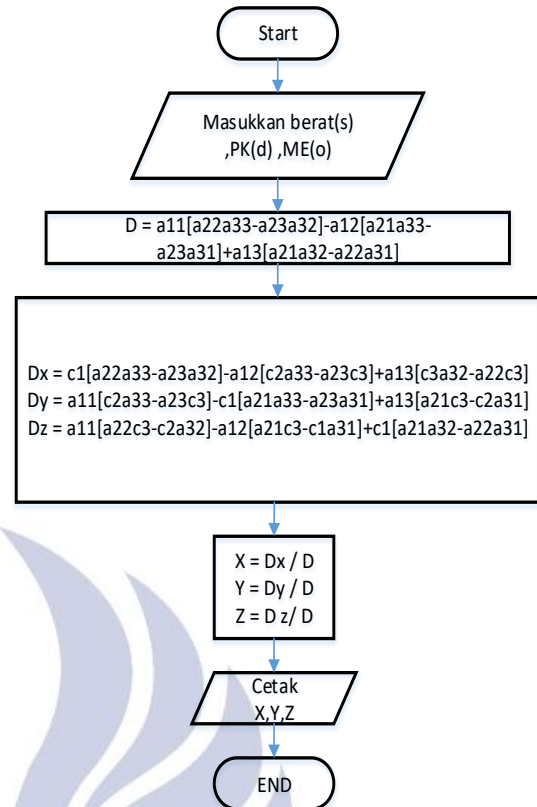 Start
Masukkan berat(s)
,PK(d) ,ME(o)
D = a11[a22a33-a23a32]-a12[a21a33-
a23a31]+a13[a21a32-a22a31]
Dx = c1[a22a33-a23a32]-a12[c2a33-a23c3]+a13[c3a32-a22c3]
Dy = a11[c2a33-a23c3]-c1[a21a33-a23a31]+a13[a21c3-c2a31]
Dz = a11[a22c3-c2a32]-a12[a21c3-c1a31]+c1[a21a32-a22a31]
X = Dx / D
Y = Dy / D
Z = D z/ D
Cetak
X,Y,Z
END